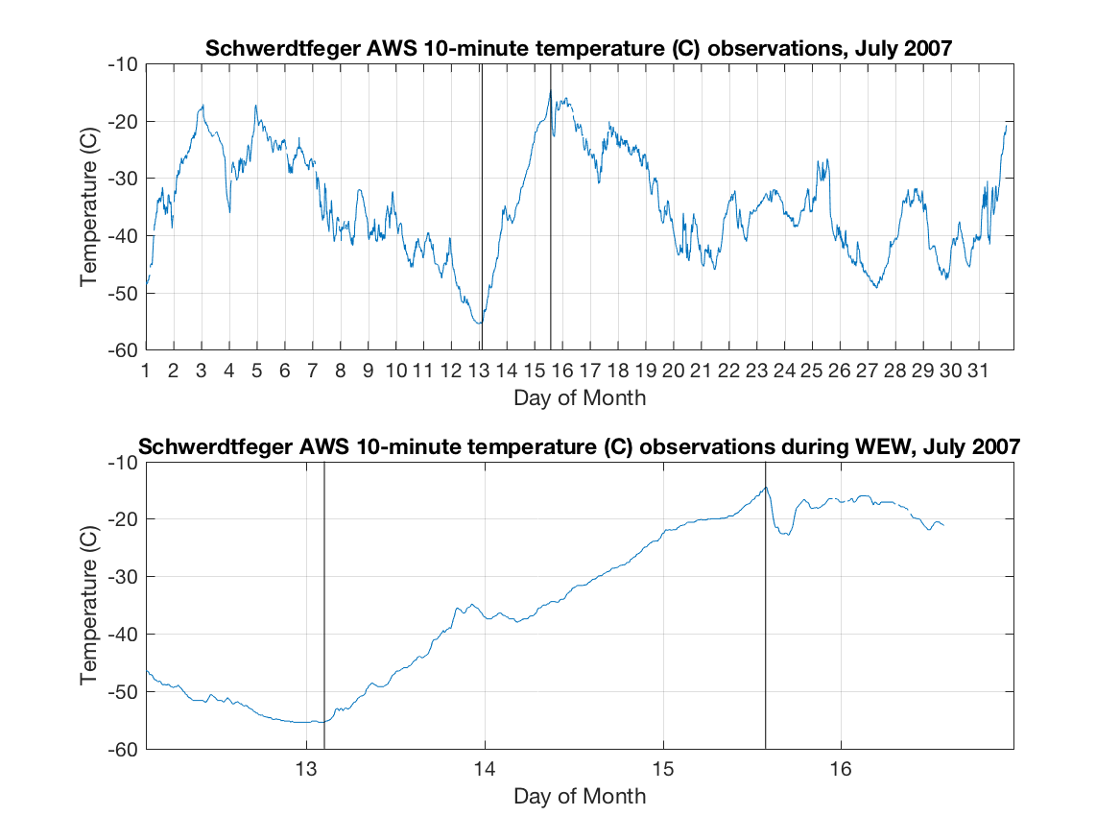 Schwerdtfeger AWS 10-minute temperature (C) observations, July 2007
-10
-20
-30
-40
-50
-60
Temperature (C)
1 2 3 4 5 6 7 8 9 10 11 12 13 14 15 16 17 18 19 20 21 22 23 24 25 26 27 28 29 30 31
Day of Month
Schwerdtfeger AWS 10-minute temperature (C) observations during WEW, July 2007
-10
-20
-30
-40
-50
-60
Temperature (C)
13 14 15 16
Day of Month